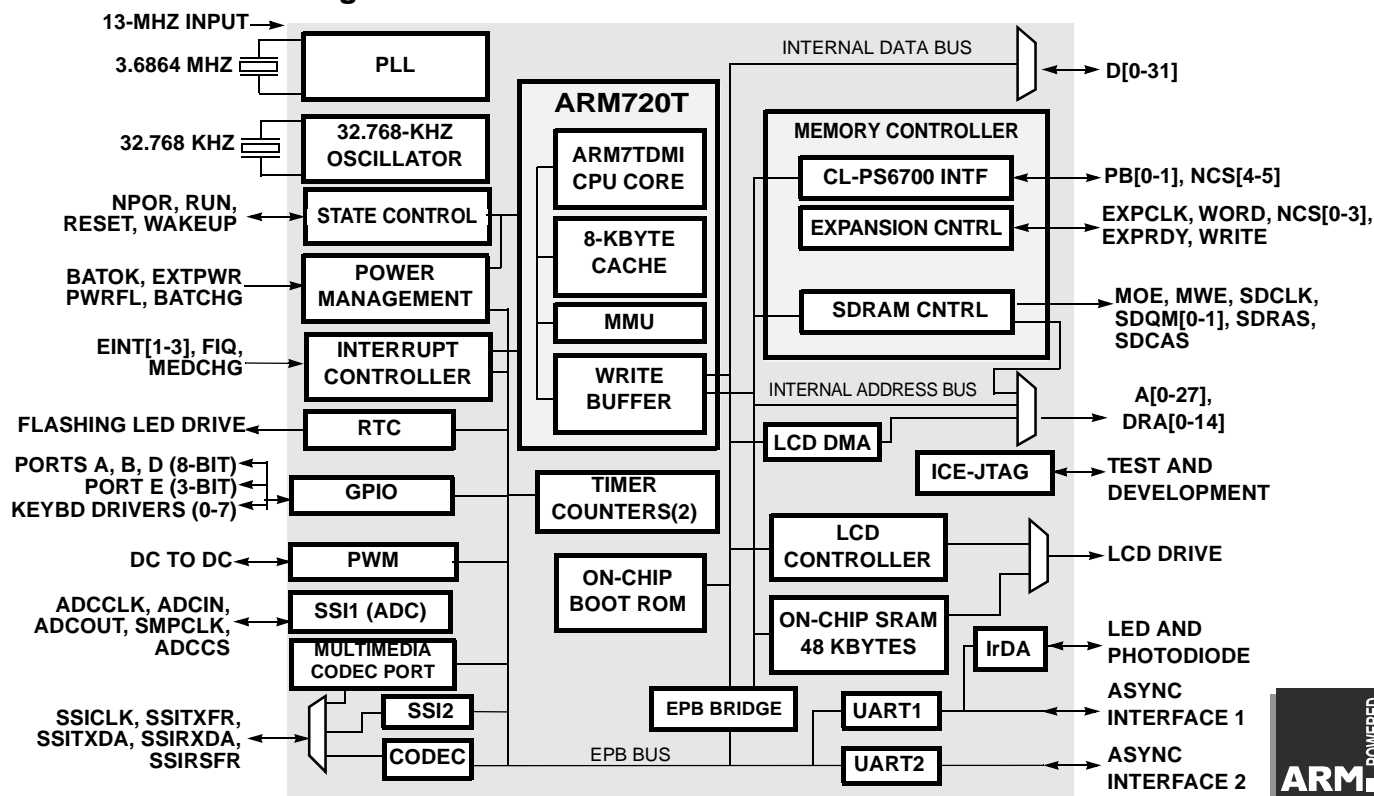 13-MHZ INPUT
3.6864 MHZ
PLL
32.768 KHZ
32.768-KHZ
OSCILLATOR
NPOR, RUN,
RESET, WAKEUP
STATE CONTROL
BATOK, EXTPWR
PWRFL, BATCHG
POWER
MANAGEMENT
EINT[1-3], FIQ,
MEDCHG
INTERRUPT
CONTROLLER
FLASHING LED DRIVE
RTC
PORTS A, B, D (8-BIT)
PORT E (3-BIT)
KEYBD DRIVERS (0-7)
GPIO
DC TO DC
PWM
ADCCLK, ADCIN,
ADCOUT, SMPCLK,
ADCCS
SSI1 (ADC)
MULTIMEDIA
CODEC PORT
SSICLK, SSITXFR,
SSITXDA, SSIRXDA,
SSIRSFR
SSI2
CODEC
ARM720T
ARM7TDMI
CPU CORE
8-KBYTE
CACHE
MMU
WRITE
BUFFER
TIMER
COUNTERS(2)
ON-CHIP
BOOT ROM
EPB BRIDGE
EPB BUS
INTERNAL DATA BUS
D[0-31]
MEMORY CONTROLLER
CL-PS6700 INTF
PB[0-1], NCS[4-5]
EXPANSION CNTRL
EXPCLK, WORD, NCS[0-3],
EXPRDY, WRITE
SDRAM CNTRL
MOE, MWE, SDCLK,
SDQM[0-1], SDRAS,
SDCAS
INTERNAL ADDRESS BUS
A[0-27],
DRA[0-14]
LCD DMA
ICE-JTAG
TEST AND
DEVELOPMENT
LCD
CONTROLLER
LCD DRIVE
ON-CHIP SRAM
48 KBYTES
IrDA
LED AND
PHOTODIODE
UART1
ASYNC
INTERFACE 1
UART2
ASYNC
INTERFACE 2
ARM
POWERED